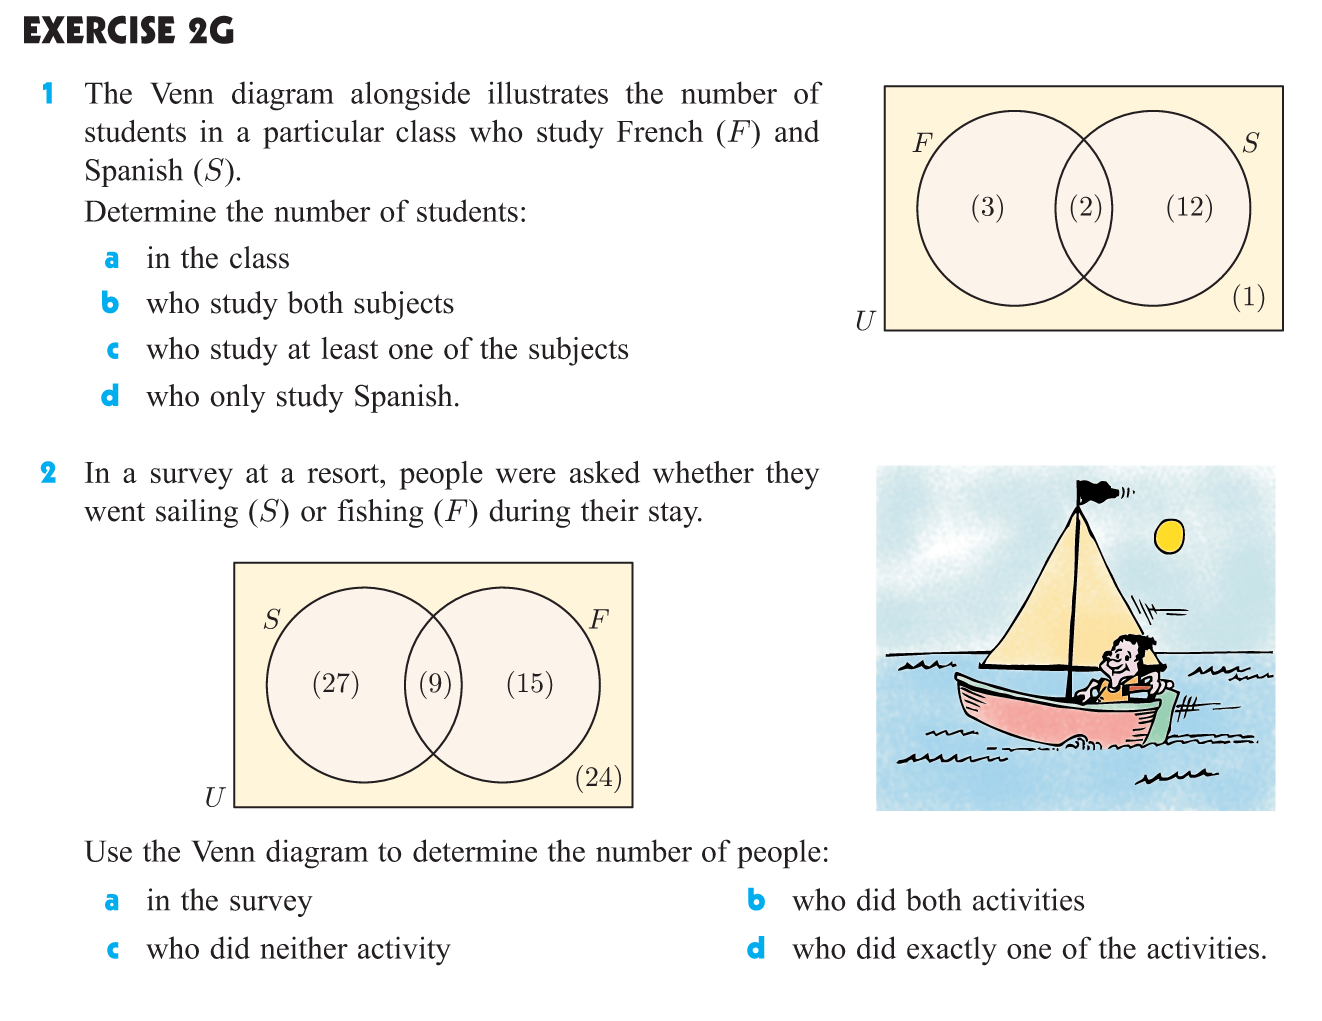 EXERCISE 2G
1 The Venn diagram alongside illustrates the number of
students in a particular class who study French (F) and
Spanish (S).
Determine the number of students:
a in the class
b who study both subjects
c who study at least one of the subjects
d who only study Spanish.
F S
(3) (2) (12)
(1)
U
2 In a survey at a resort, people were asked whether they
went sailing (S) or fishing (F) during their stay.
S F
(27) (9) (15)
(24)
U
Use the Venn diagram to determine the number of people:
a in the survey b who did both activities
c who did neither activity d who did exactly one of the activities.